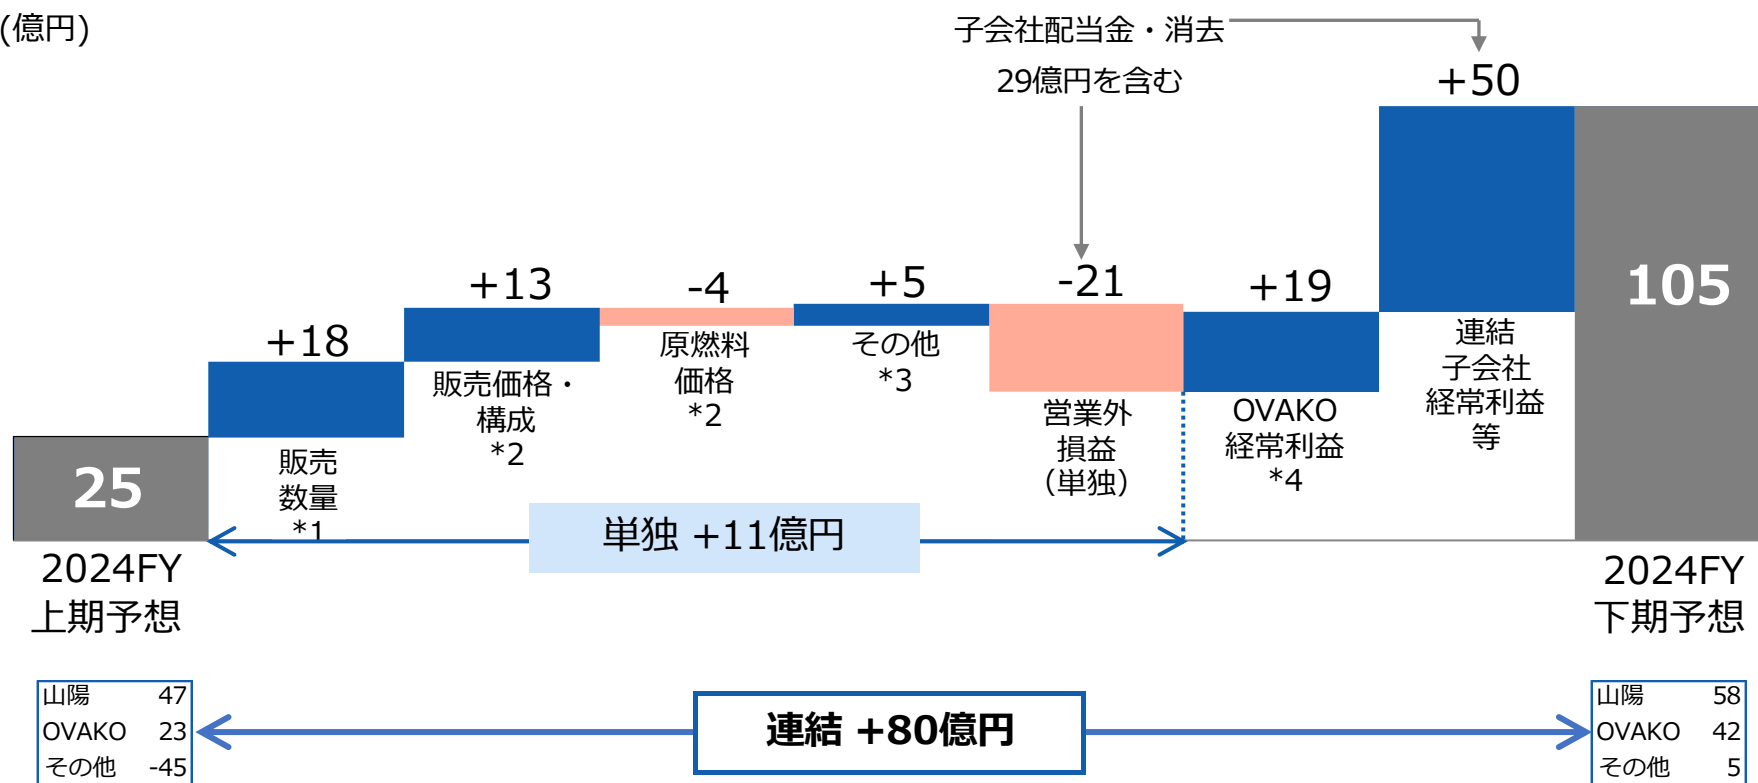 (億円)
子会社配当金・消去
29億円を含む
+50
105
+19
-21
+5
-4
+13
+18
25
連結
子会社
経常利益
等
OVAKO
経常利益
*4
営業外
損益
（単独）
その他
*3
原燃料
価格
*2
販売価格・
構成
*2
販売
数量
*1
単独 +11億円
2024FY
上期予想
2024FY
下期予想
山陽 47
OVAKO 23
その他 -45
連結 +80億円
山陽 58
OVAKO 42
その他 5